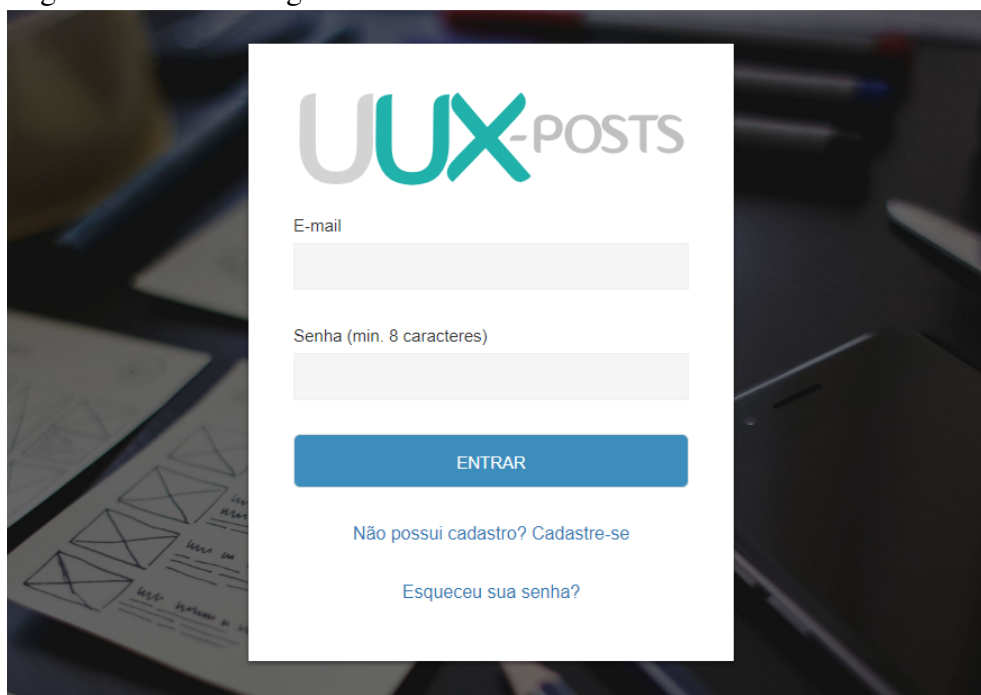 UUX-POSTS
E-mail
Senha (min. 8 caracteres)
ENTRAR
Não possui cadastro? Cadastre-se
Esqueceu sua senha?